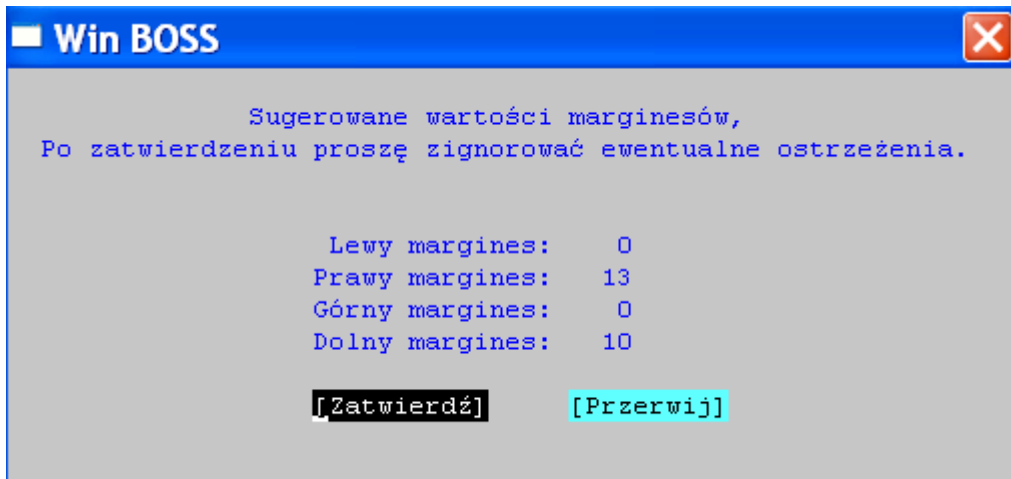 Win BOSS
Sugerowane wartości marginesów,
Po zatwierdzeniu proszę zignorować ewentualne ostrzeżenia.
Lewy margines: 0
Prawy margines: 13
Górny margines: 0
Dolny margines: 10
[Zatwierdź] [Przerwij]